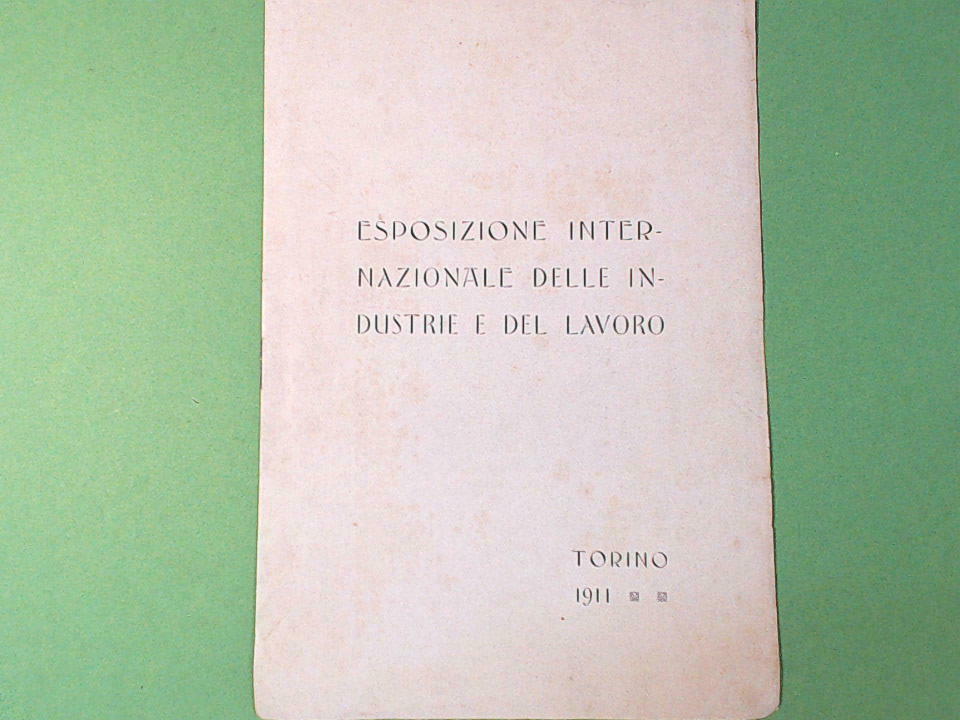 ESPOSIZIONE INTER-
NAZIONALE DELLE IN-
DUSTRIE E DEL LAVORO
TORINO
1911